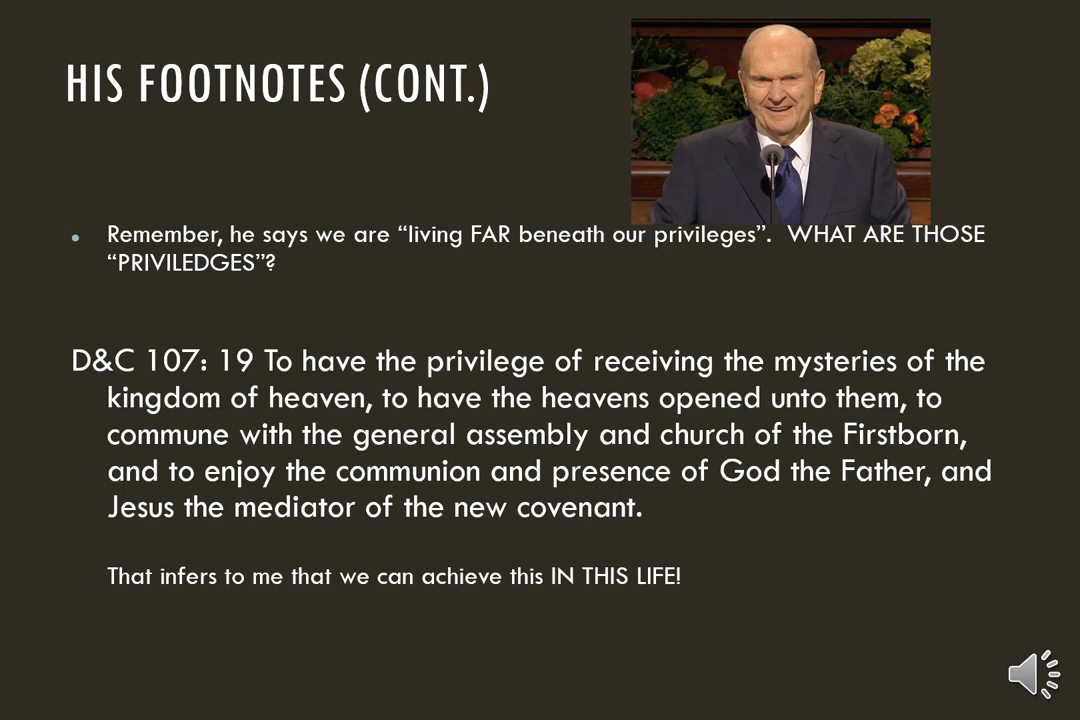 HIS FOOTNOTES (CONT.)
Remember, he says we are “living FAR beneath our privileges”.  WHAT ARE THOSE
“PRIVILEDGES”?
D&C 107: 19 To have the privilege of receiving the mysteries of the
kingdom of heaven, to have the heavens opened unto them, to
commune with the general assembly and church of the Firstborn,
and to enjoy the communion and presence of God the Father, and
Jesus the mediator of the new covenant.
That infers to me that we can achieve this IN THIS LIFE!